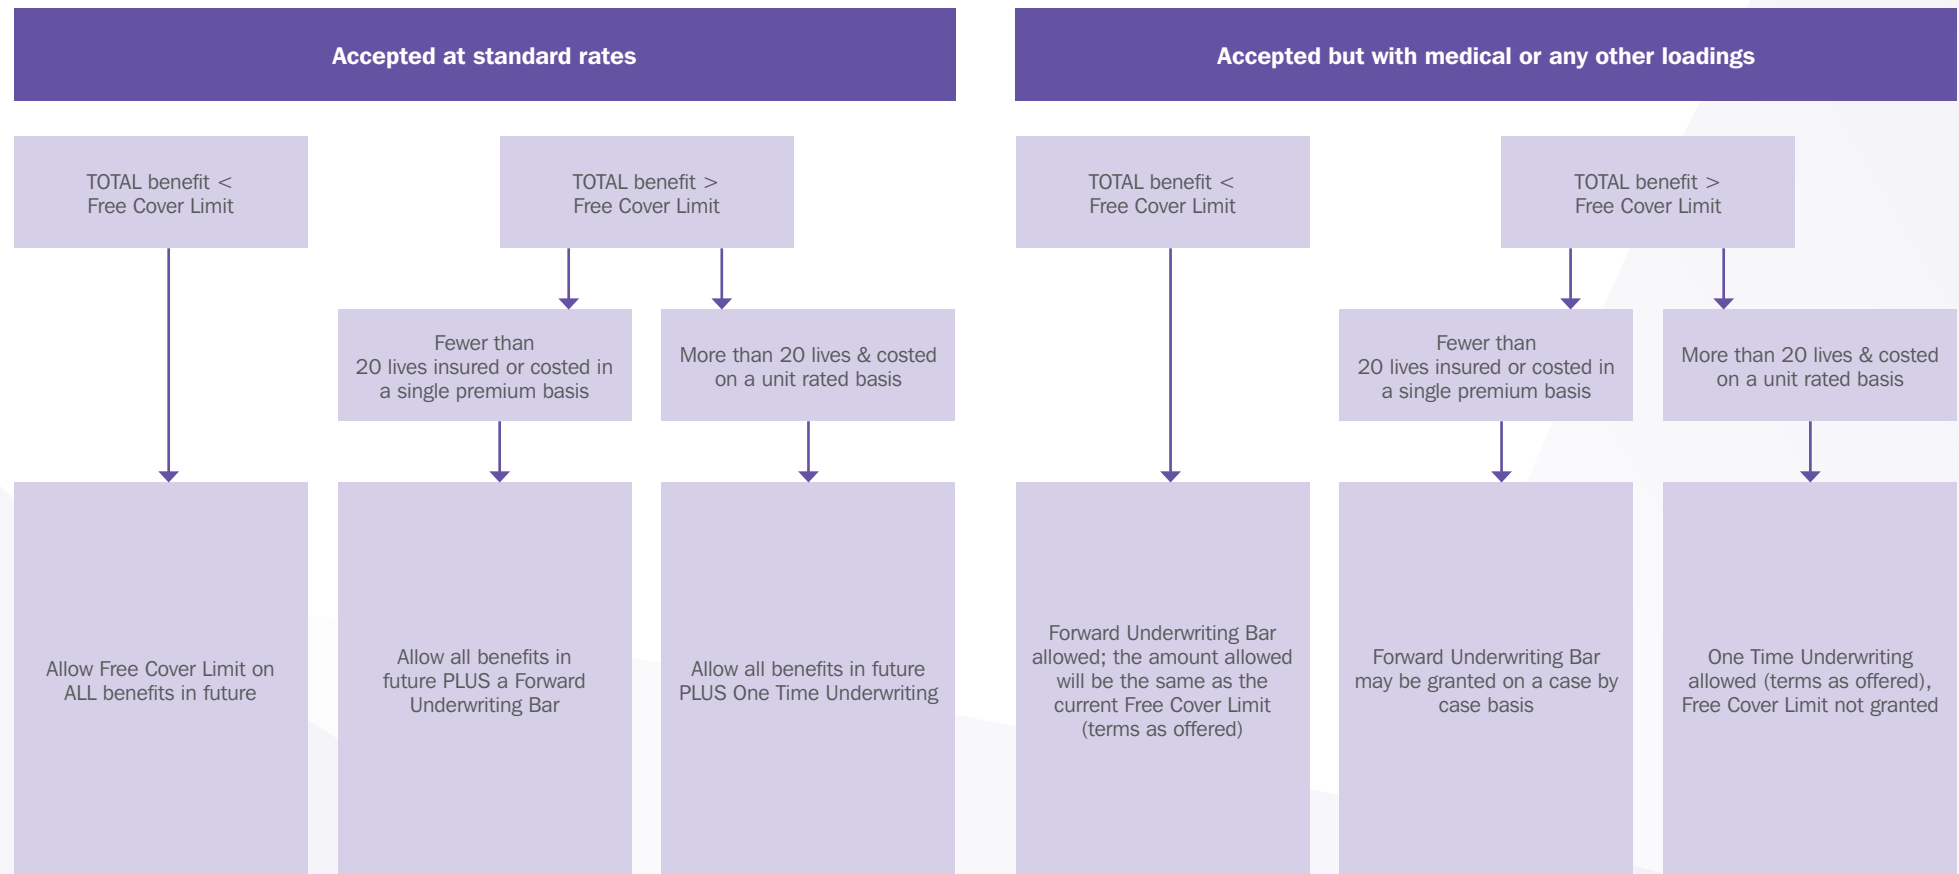 Accepted at standard rates
TOTAL benefit <
Free Cover Limit
TOTAL benefit >
Free Cover Limit
Fewer than
20 lives insured or costed in
a single premium basis
More than 20 lives & costed
on a unit rated basis
Allow Free Cover Limit on
ALL benefits in future
Allow all benefits in
future PLUS a Forward
Underwriting Bar
Allow all benefits in future
PLUS One Time Underwriting
Accepted but with medical or any other loadings
TOTAL benefit <
Free Cover Limit
TOTAL benefit >
Free Cover Limit
Fewer than
20 lives insured or costed in
a single premium basis
More than 20 lives & costed
on a unit rated basis
Forward Underwriting Bar
allowed; the amount allowed
will be the same as the
current Free Cover Limit
(terms as offered)
Forward Underwriting Bar
may be granted on a case by
case basis
One Time Underwriting
allowed (terms as offered),
Free Cover Limit not granted